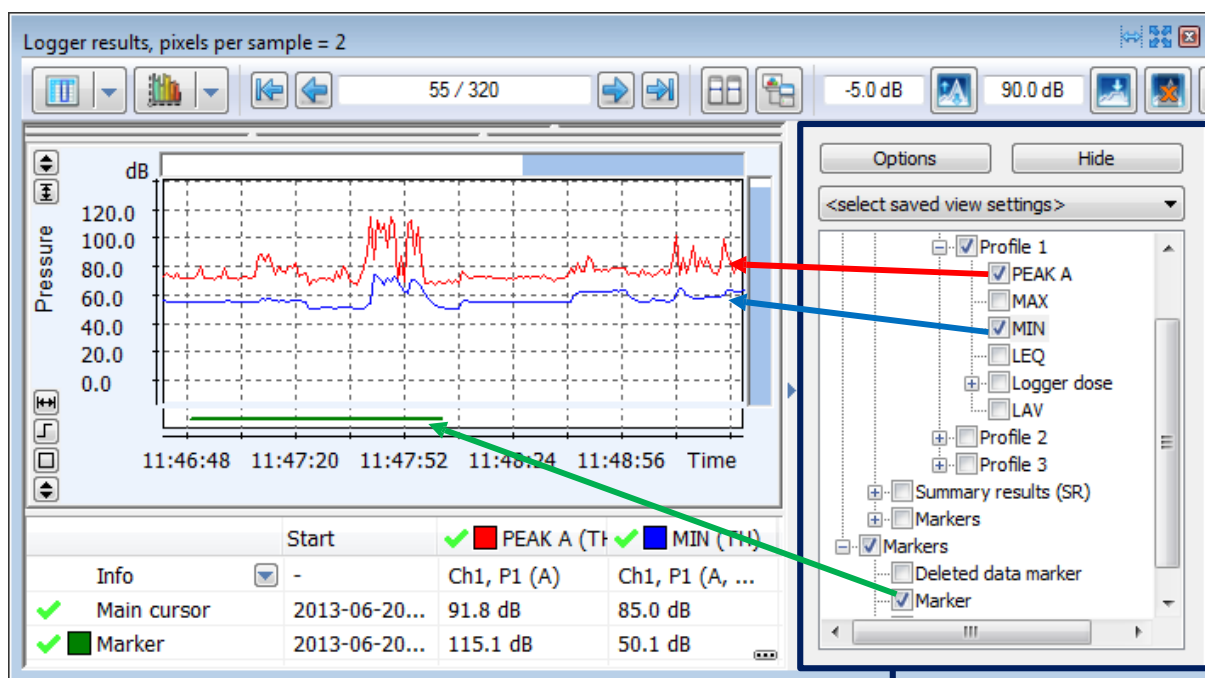 Logger results, pixels per sample = 2
55 / 320
-5.0 dB
90.0 dB
Options
Hide
<select saved view settings>
dB
120.0
100.0
80.0
60.0
40.0
20.0
0.0
Pressure
11:46:48 11:47:20 11:47:52 11:48:24 11:48:56 Time
Profile 1
PEAK A
MAX
MIN
LEQ
Logger dose
LAV
Profile 2
Profile 3
Summary results (SR)
Markers
Markers
Deleted data marker
Marker
Start PEAK A (TH MIN (TH)
Info - Ch1, P1 (A) Ch1, P1 (A, ...
Main cursor 2013-06-20... 91.8 dB 85.0 dB
Marker 2013-06-20... 115.1 dB 50.1 dB